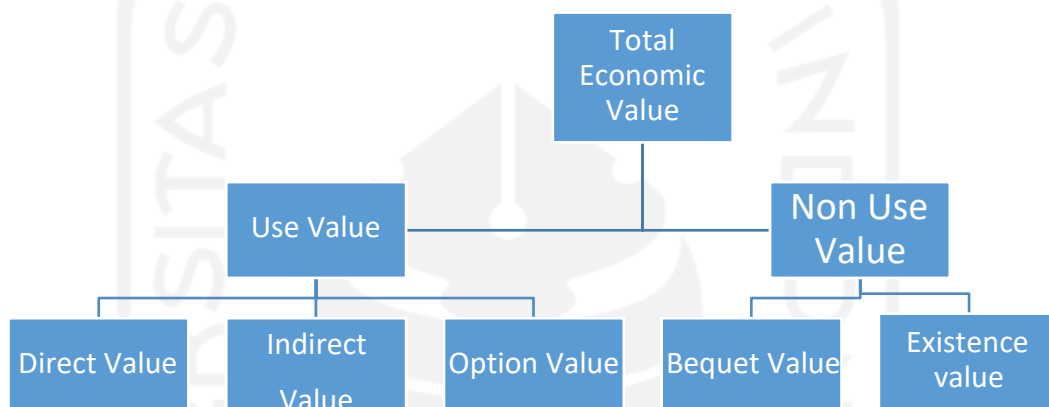 Total
Economic
Value
Use Value
Non Use
Value
Direct Value
Indirect
Value
Option Value
Bequet Value
Existence
value